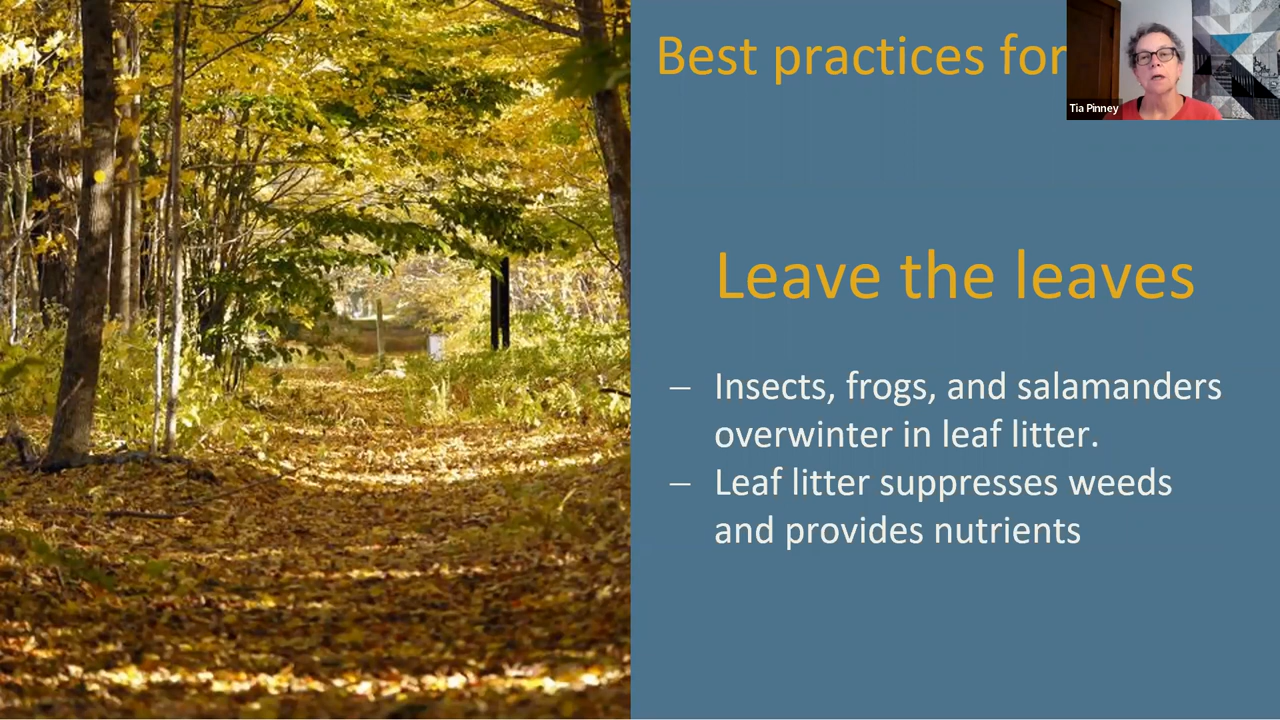 Best practices for
Tia Pinney
Leave the leaves
– Insects, frogs, and salamanders
overwinter in leaf litter.
– Leaf litter suppresses weeds
and provides nutrients